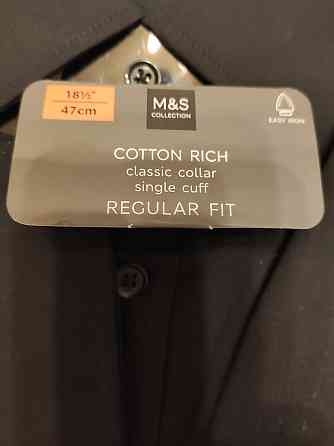 18½"
47cm
M&S
COLLECTION
EASY IRON
COTTON RICH
classic collar
single cuff
REGULAR FIT